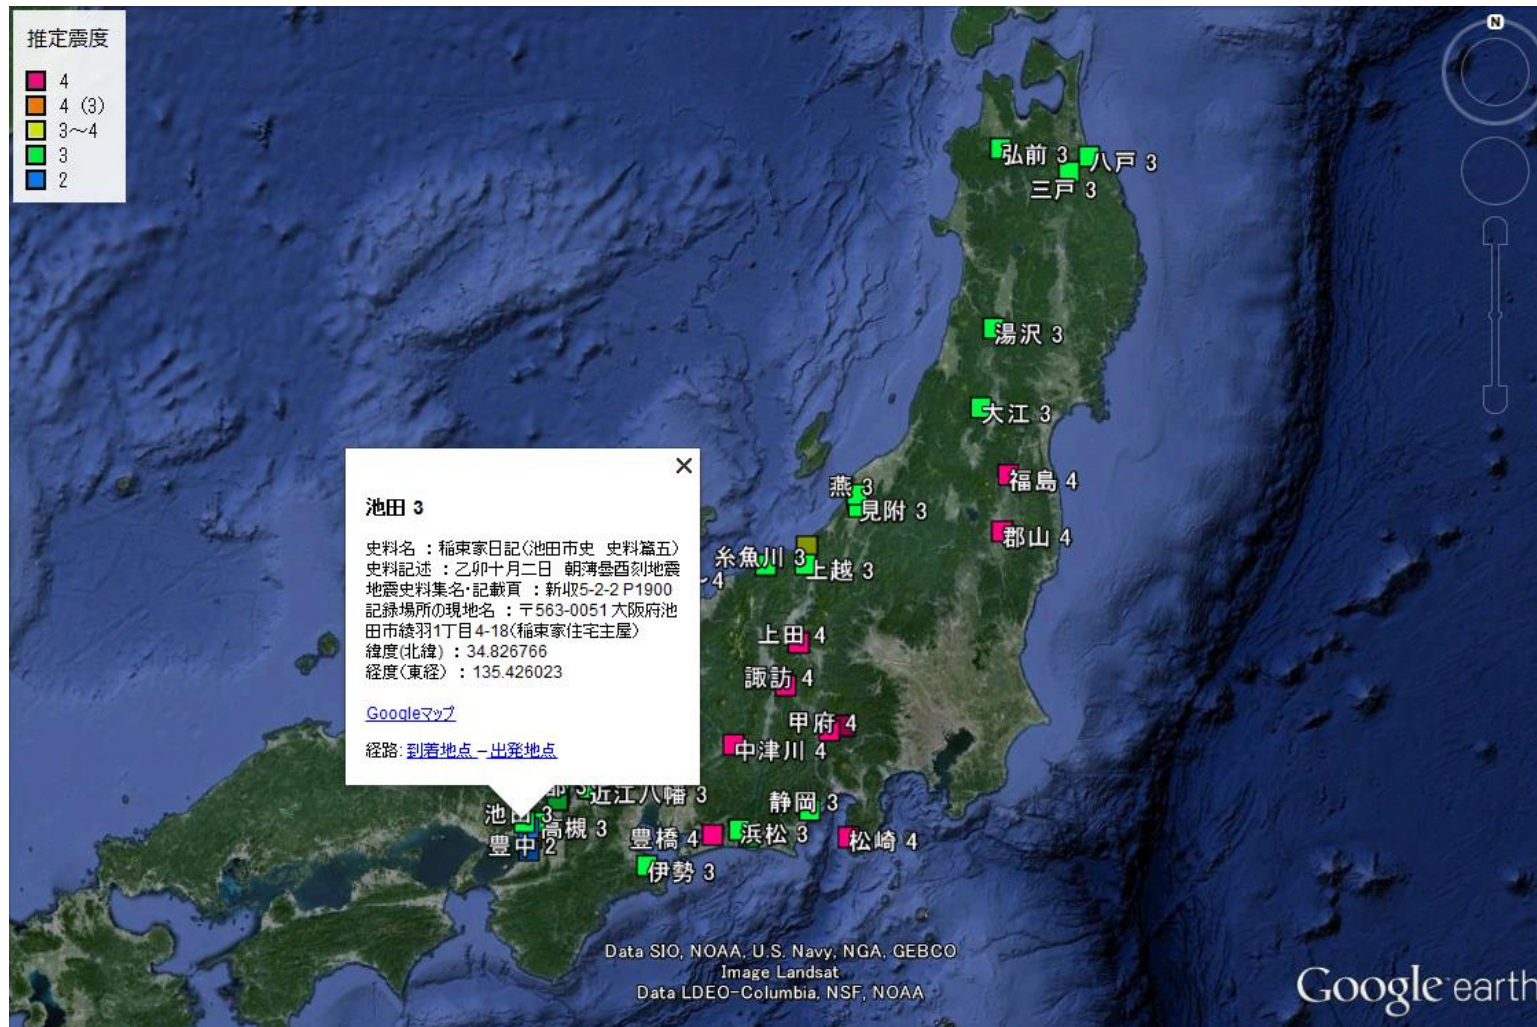 推定震度
4
4 (3)
3～4
3
2
N
弘前 3
八戸 3
三戸 3
湯沢 3
大江 3
福島 4
燕 3
見附 3
郡山 4
糸魚川 3
上越 3
～4
上田 4
諏訪 4
甲府 4
中津川 4
池田 3
史料名 ：稲束家日記(池田市史 史料篇五)
史料記述 ：乙卯十月二日 朝薄曇酉刻地震
地震史料集名・記載頁 ：新収5-2-2 P1900
記録場所の現地名 ：〒563-0051 大阪府池
田市綾羽1丁目4-18(稲束家住宅主屋)
緯度(北緯) ：34.826766
経度(東経) ：135.426023
Googleマップ
経路: 到着地点 – 出発地点
近江八幡 3
静岡 3
池田 3
高槻 3
豊橋 4
浜松 3
松崎 4
豊中 2
伊勢 3
Data SIO, NOAA, U.S. Navy, NGA, GEBCO
Image Landsat
Data LDEO-Columbia, NSF, NOAA
Google earth